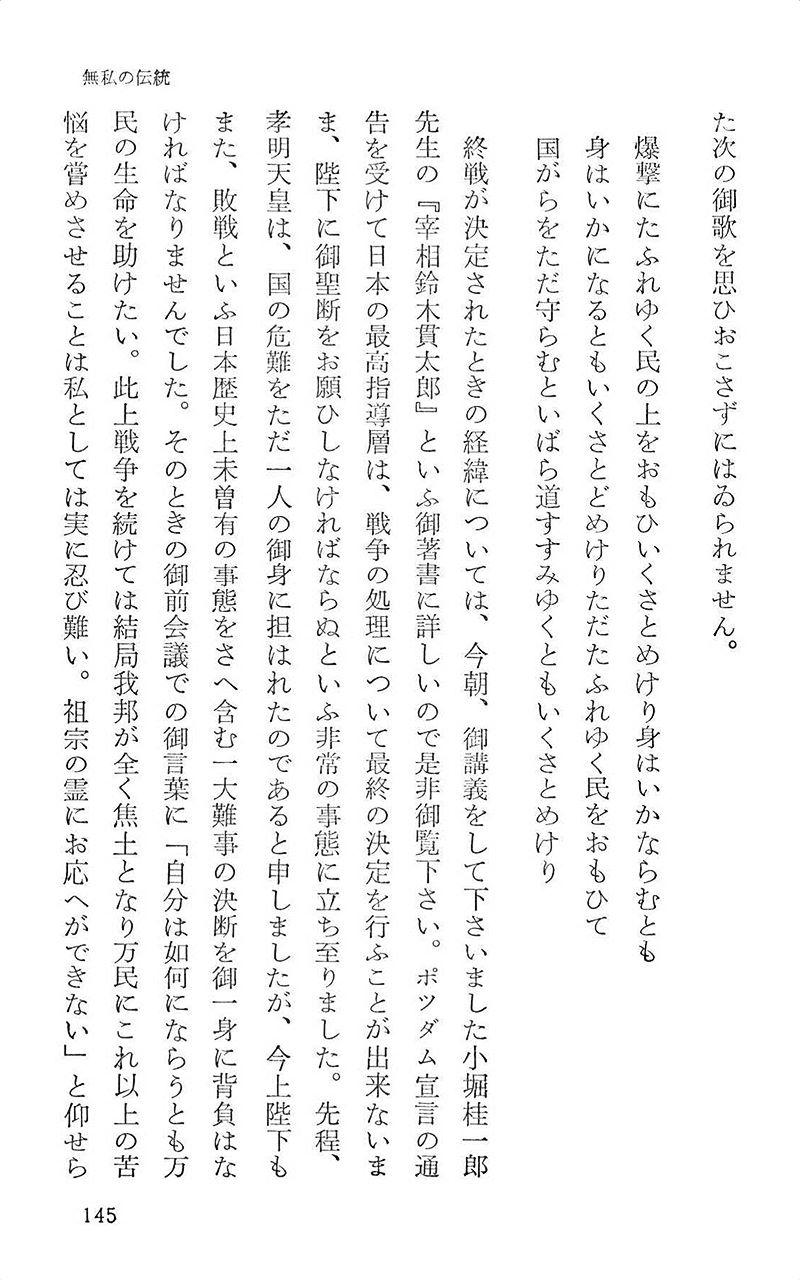 無私の伝統
た次の御歌を思ひおこさずにはゐられません。
爆撃にたふれゆく民の上をおもひいくさとめけり身はいかならむとも
身はいかになるともいくさとどめけりただたふれゆく民をおもひて
国がらをただ守らむといばら道すすみゆくともいくさとめけり
終戦が決定されたときの経緯については、今朝、御講義をして下さいました小堀桂一郎
先生の『宰相鈴木貫太郎』といふ御著書に詳しいので是非御覧下さい。ポツダム宣言の通
告を受けて日本の最高指導層は、戦争の処理について最終の決定を行ふことが出来ないま
ま、陛下に御聖断をお願ひしなければならぬといふ非常の事態に立ち至りました。先程、
孝明天皇は、国の危難をただ一人の御身に担はれたのであると申しましたが、今上陛下も
また、敗戦といふ日本歴史上未曽有の事態をさへ含む一大難事の決断を御一身に背負はな
ければなりませんでした。そのときの御前会議での御言葉に「自分は如何にならうとも万
民の生命を助けたい。此上戦争を続けては結局我邦が全く焦土となり万民にこれ以上の苦
悩を嘗めさせることは私としては実に忍び難い。祖宗の霊にお応へができない」と仰せら
145